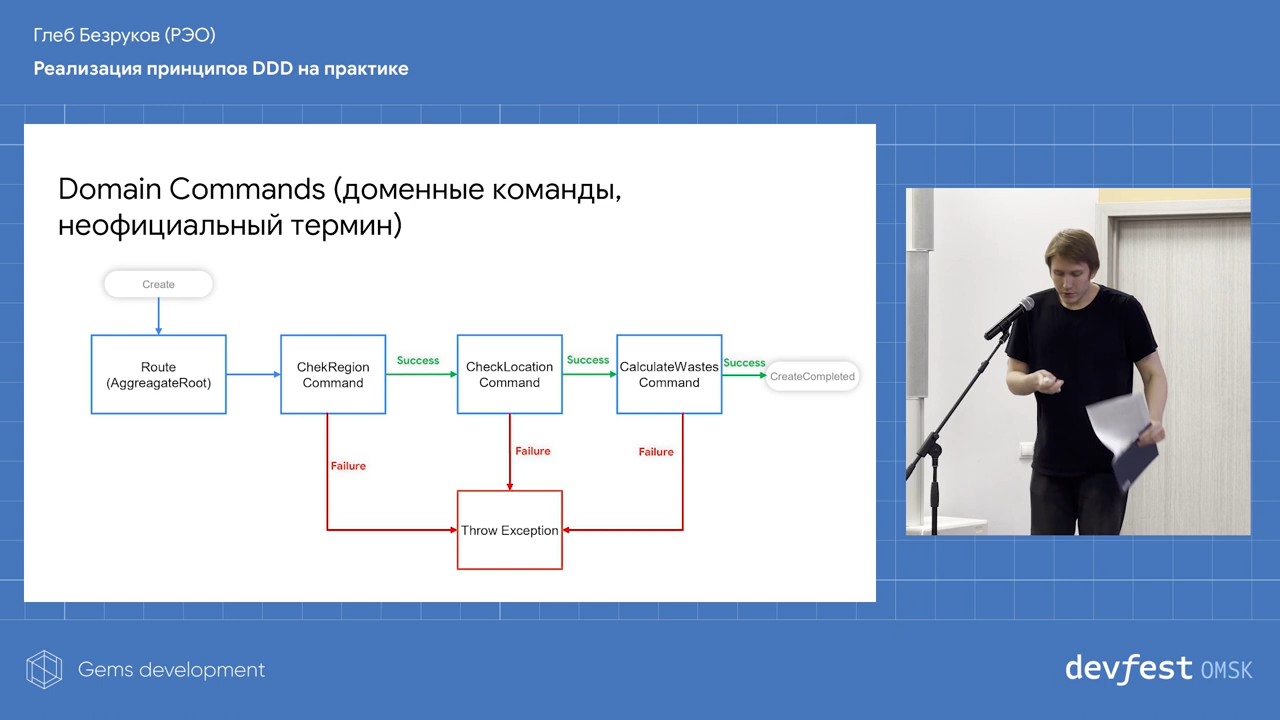 Глеб Безруков (РЭО)
Реализация принципов DDD на практике
Domain Commands (доменные команды,
неофициальный термин)
Create
Route
(AggreagateRoot)
ChekRegion
Command
Success
CheckLocation
Command
Success
CalculateWastes
Command
Success
CreateCompleted
Failure
Failure
Failure
Throw Exception
Gems development
devfest OMSK